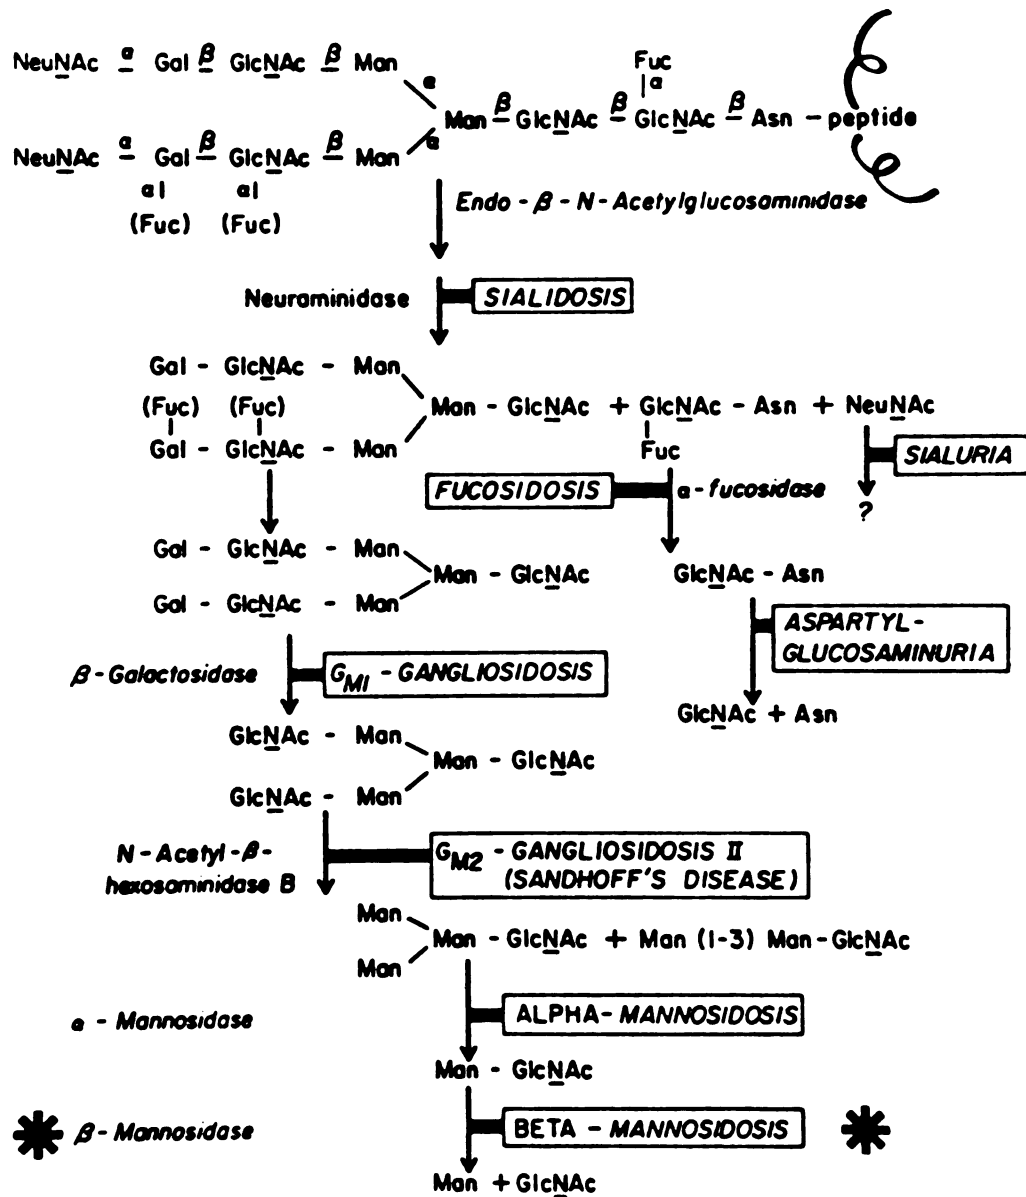 NeuNAc α Gal β GlcNAc β Man
Fuc
α
α
Man β GlcNAc β GlcNAc β Asn - peptide
α
NeuNAc α Gal β GlcNAc β Man
α α
(Fuc) (Fuc)
Endo - β - N - Acetylglucosaminidase
Neuraminidase SIALIDOSIS
Gal - GlcNAc - Man
(Fuc) (Fuc)
Man - GlcNAc + GlcNAc - Asn + NeuNAc
Gal - GlcNAc - Man
Fuc
SIALURIA
FUCOSIDOSIS α - fucosidase
?
Gal - GlcNAc - Man
Man - GlcNAc
GlcNAc - Asn
Gal - GlcNAc - Man
ASPARTYL-
GLUCOSAMINURIA
β - Galactosidase GM1 - GANGLIOSIDOSIS
GlcNAc + Asn
GlcNAc - Man
Man - GlcNAc
GlcNAc - Man
N - Acetyl - β -
hexosaminidase B
GM2 - GANGLIOSIDOSIS II
(SANDHOFF'S DISEASE)
Man
Man - GlcNAc + Man (1-3) Man - GlcNAc
Man
α - Mannosidase ALPHA - MANNOSIDOSIS
Man - GlcNAc
β - Mannosidase BETA - MANNOSIDOSIS
Man + GlcNAc